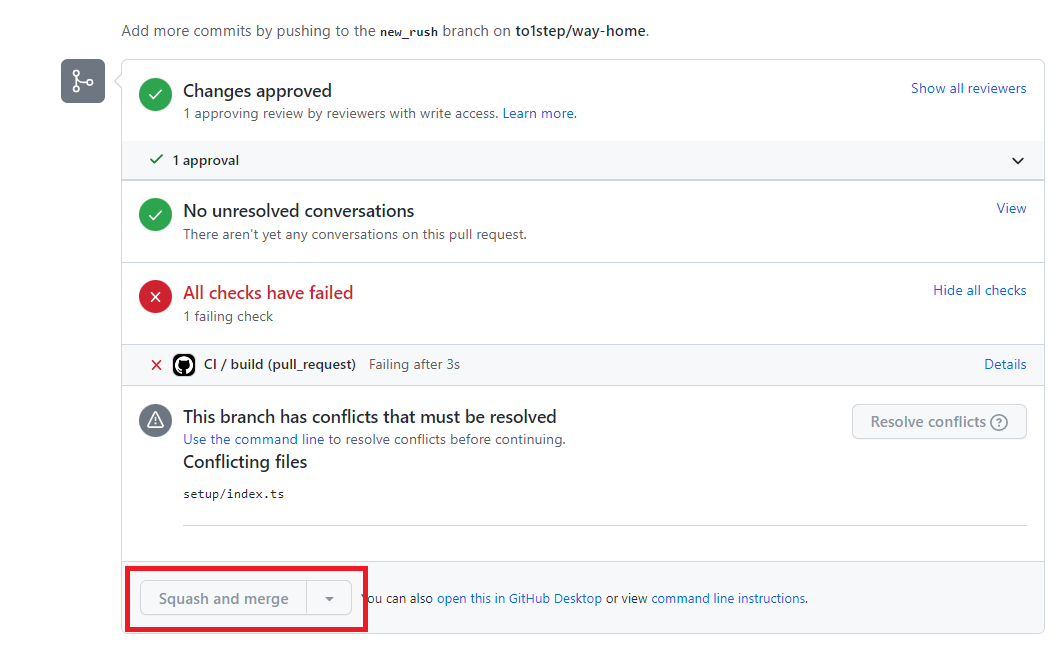 Add more commits by pushing to the new_rush branch on to1step/way-home.
Changes approved
Show all reviewers
1 approving review by reviewers with write access. Learn more.
1 approval
No unresolved conversations
View
There aren't yet any conversations on this pull request.
All checks have failed
Hide all checks
1 failing check
CI / build (pull_request) Failing after 3s
Details
This branch has conflicts that must be resolved
Resolve conflicts
Use the command line to resolve conflicts before continuing.
Conflicting files
setup/index.ts
Squash and merge
You can also open this in GitHub Desktop or view command line instructions.